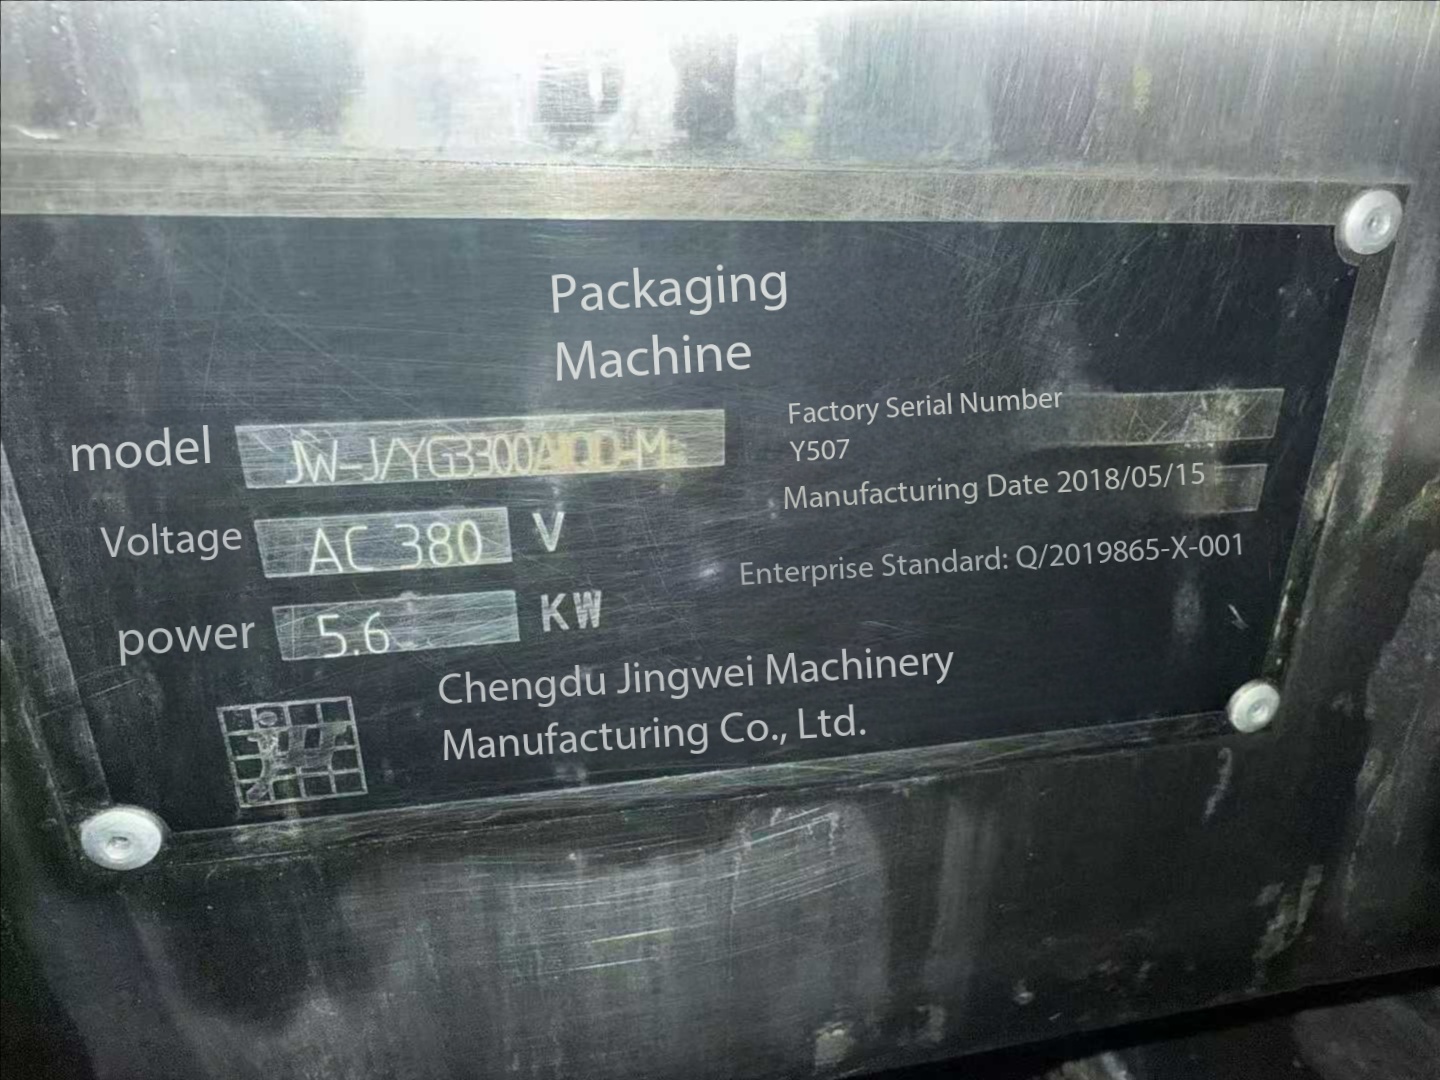 Packaging
Machine
model JW-J/YG3300AIOD-M
Voltage AC 380 V
power 5.6 KW
Factory Serial Number
Y507
Manufacturing Date 2018/05/15
Enterprise Standard: Q/2019865-X-001
Chengdu Jingwei Machinery
Manufacturing Co., Ltd.